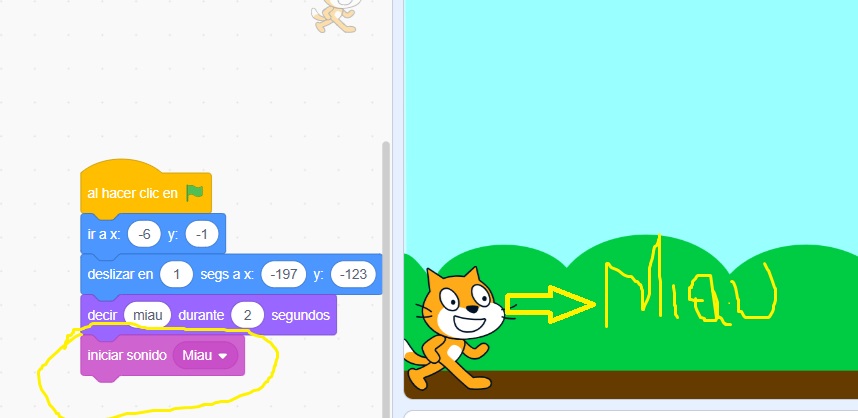 al hacer clic en
ir a x: -6 y: -1
deslizar en 1 segs a x: -197 y: -123
decir miau durante 2 segundos
iniciar sonido Miau
Miau